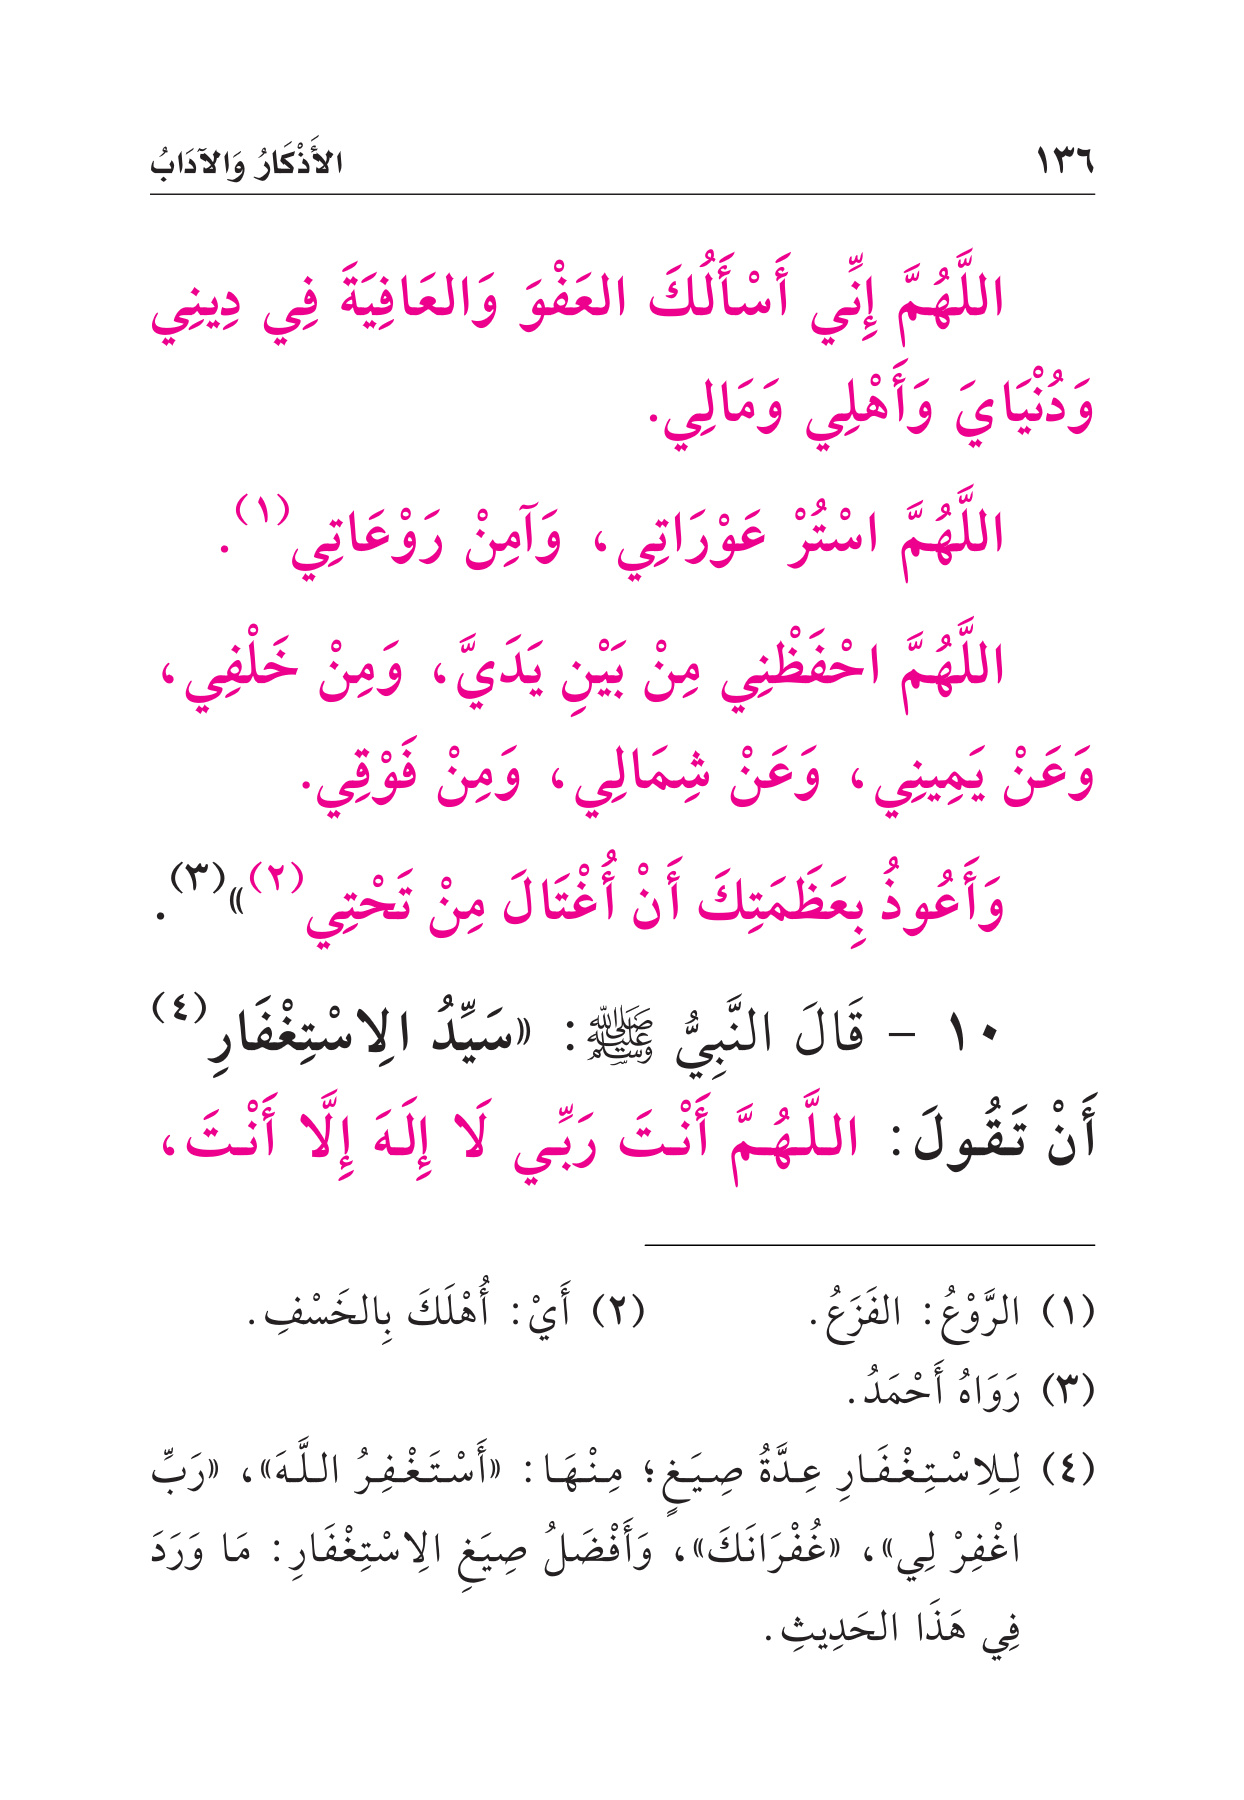 ١٣٦ الأَذْكَارُ وَالآدَابُ
اللَّهُمَّ إِنِّي أَسْأَلُكَ العَفْوَ وَالعَافِيَةَ فِي دِينِي
وَدُنْيَايَ وَأَهْلِي وَمَالِي.
اللَّهُمَّ اسْتُرْ عَوْرَاتِي، وَآمِنْ رَوْعَاتِي(١).
اللَّهُمَّ احْفَظْنِي مِنْ بَيْنِ يَدَيَّ، وَمِنْ خَلْفِي،
وَعَنْ يَمِينِي، وَعَنْ شِمَالِي، وَمِنْ فَوْقِي.
وَأَعُوذُ بِعَظَمَتِكَ أَنْ أُغْتَالَ مِنْ تَحْتِي(٢)»(٣).
١٠ - قَالَ النَّبِيُّ ﷺ: «سَيِّدُ الِاسْتِغْفَارِ(٤)
أَنْ تَقُولَ: اللَّهُمَّ أَنْتَ رَبِّي لَا إِلَهَ إِلَّا أَنْتَ،
(١) الرَّوْعُ: الفَزَعُ. (٢) أَيْ: أُهْلَكَ بِالخَسْفِ.
(٣) رَوَاهُ أَحْمَدُ.
(٤) لِلِاسْتِغْفَارِ عِدَّةُ صِيَغٍ؛ مِنْهَا: «أَسْتَغْفِرُ اللَّهَ»، «رَبِّ
اغْفِرْ لِي»، «غُفْرَانَكَ»، وَأَفْضَلُ صِيَغِ الِاسْتِغْفَارِ: مَا وَرَدَ
فِي هَذَا الحَدِيثِ.